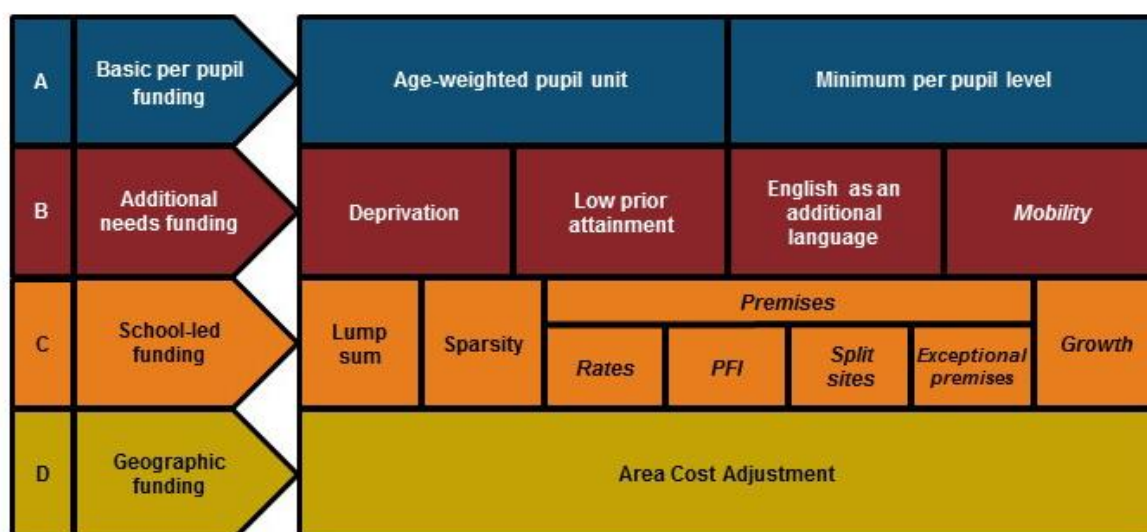 A
Basic per pupil
funding
Age-weighted pupil unit
Minimum per pupil level
B
Additional
needs funding
Deprivation
Low prior
attainment
English as an
additional
language
Mobility
C
School-led
funding
Lump
sum
Sparsity
Premises
Rates
PFI
Split
sites
Exceptional
premises
Growth
D
Geographic
funding
Area Cost Adjustment